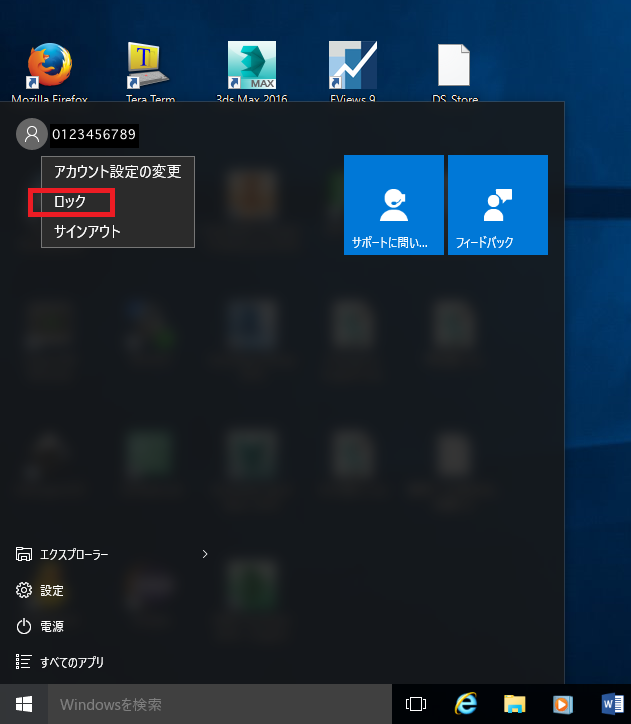 Mozilla Firefox
Tera Term
3ds Max 2016
EViews 9
DS_Store
0123456789
アカウント設定の変更
ロック
サインアウト
サポートに問い...
フィードバック
エクスプローラー
設定
電源
すべてのアプリ
Windowsを検索